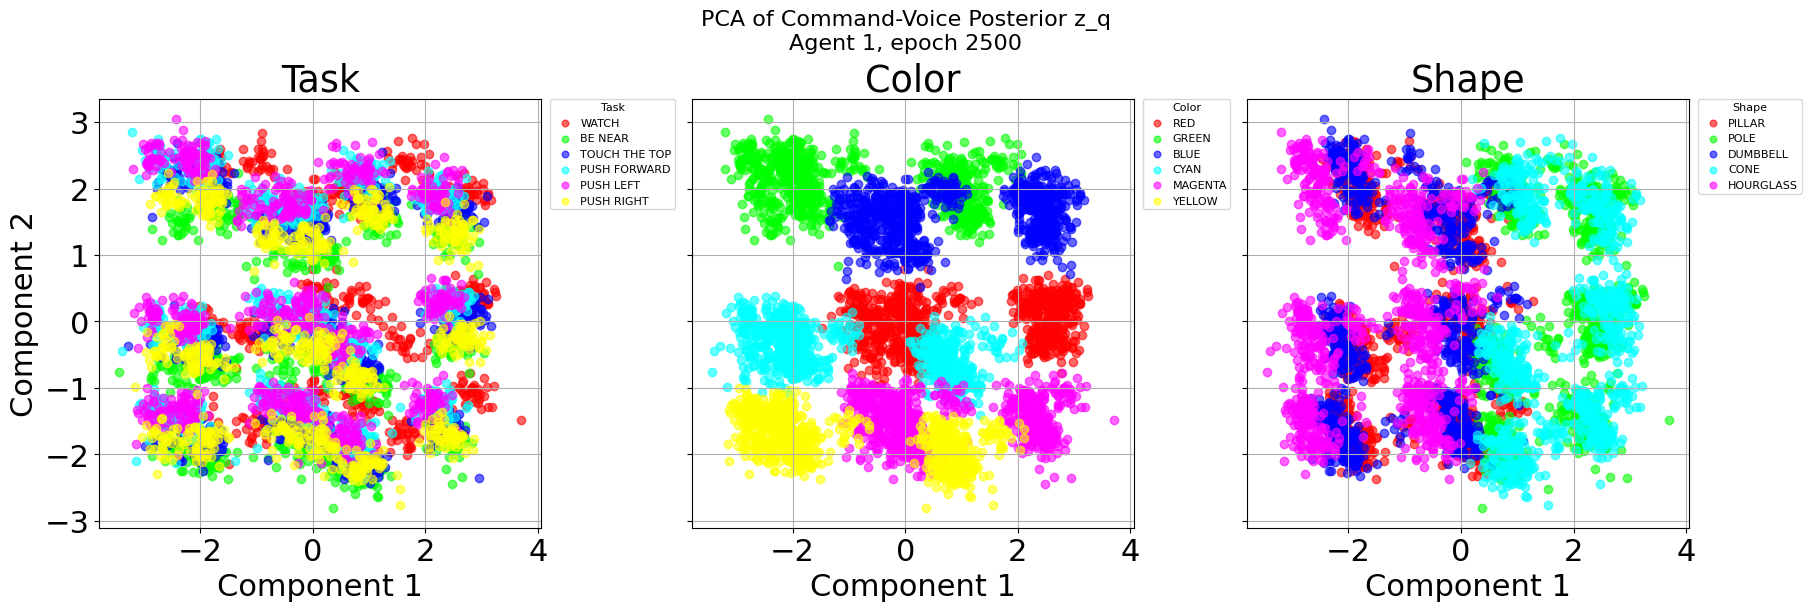 PCA of Command-Voice Posterior z_q
Agent 1, epoch 2500
Task
Color
Shape
Component 2
3
2
1
0
−1
−2
−3
−2 0 2 4
Component 1
Task
WATCH
BE NEAR
TOUCH THE TOP
PUSH FORWARD
PUSH LEFT
PUSH RIGHT
−2 0 2 4
Component 1
Color
RED
GREEN
BLUE
CYAN
MAGENTA
YELLOW
−2 0 2 4
Component 1
Shape
PILLAR
POLE
DUMBBELL
CONE
HOURGLASS